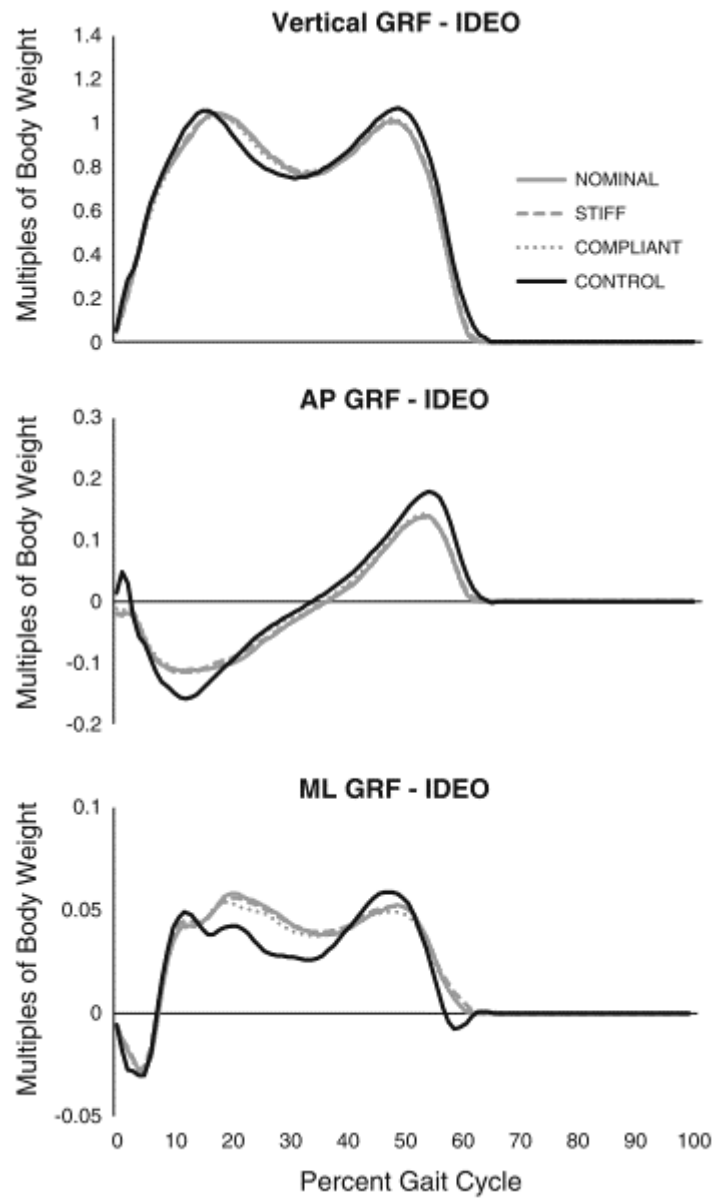 Vertical GRF - IDEO
Multiples of Body Weight
1.4
1.2
1
0.8
0.6
0.4
0.2
0
NOMINAL
STIFF
COMPLIANT
CONTROL
AP GRF - IDEO
Multiples of Body Weight
0.3
0.2
0.1
0
-0.1
-0.2
ML GRF - IDEO
Multiples of Body Weight
0.1
0.05
0
-0.05
0 10 20 30 40 50 60 70 80 90 100
Percent Gait Cycle